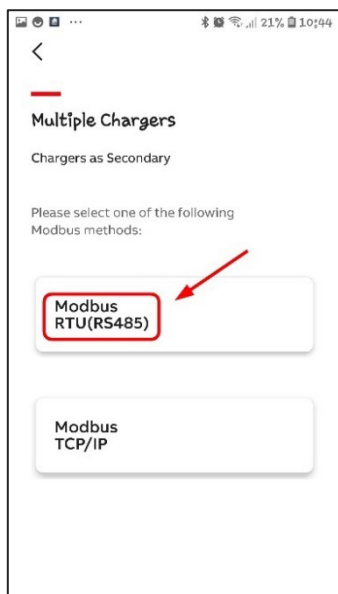 ... 21% 10:44
Multiple Chargers
Chargers as Secondary
Please select one of the following
Modbus methods:
Modbus
RTU(RS485)
Modbus
TCP/IP